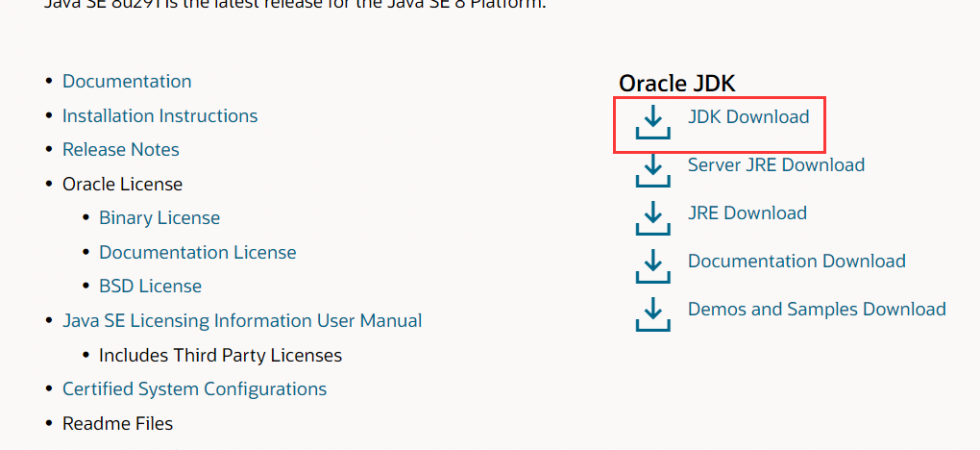 Java SE 8u291 is the latest release for the Java SE 8 Platform.
Documentation
Installation Instructions
Release Notes
Oracle License
Binary License
Documentation License
BSD License
Java SE Licensing Information User Manual
Includes Third Party Licenses
Certified System Configurations
Readme Files
Oracle JDK
JDK Download
Server JRE Download
JRE Download
Documentation Download
Demos and Samples Download